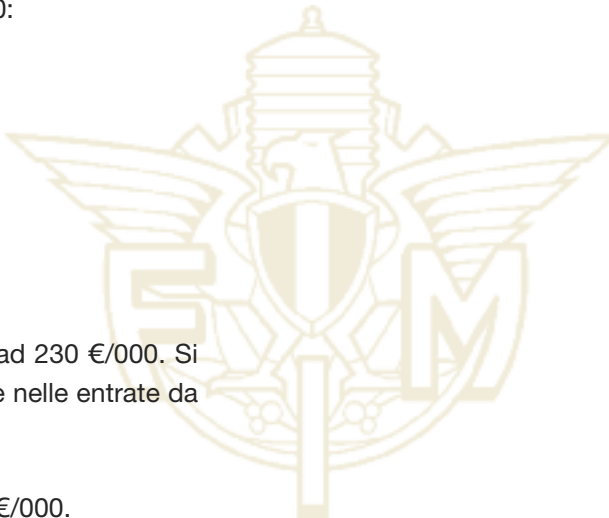 0:
ad 230 €/000. Si
e nelle entrate da
F M
€/000.